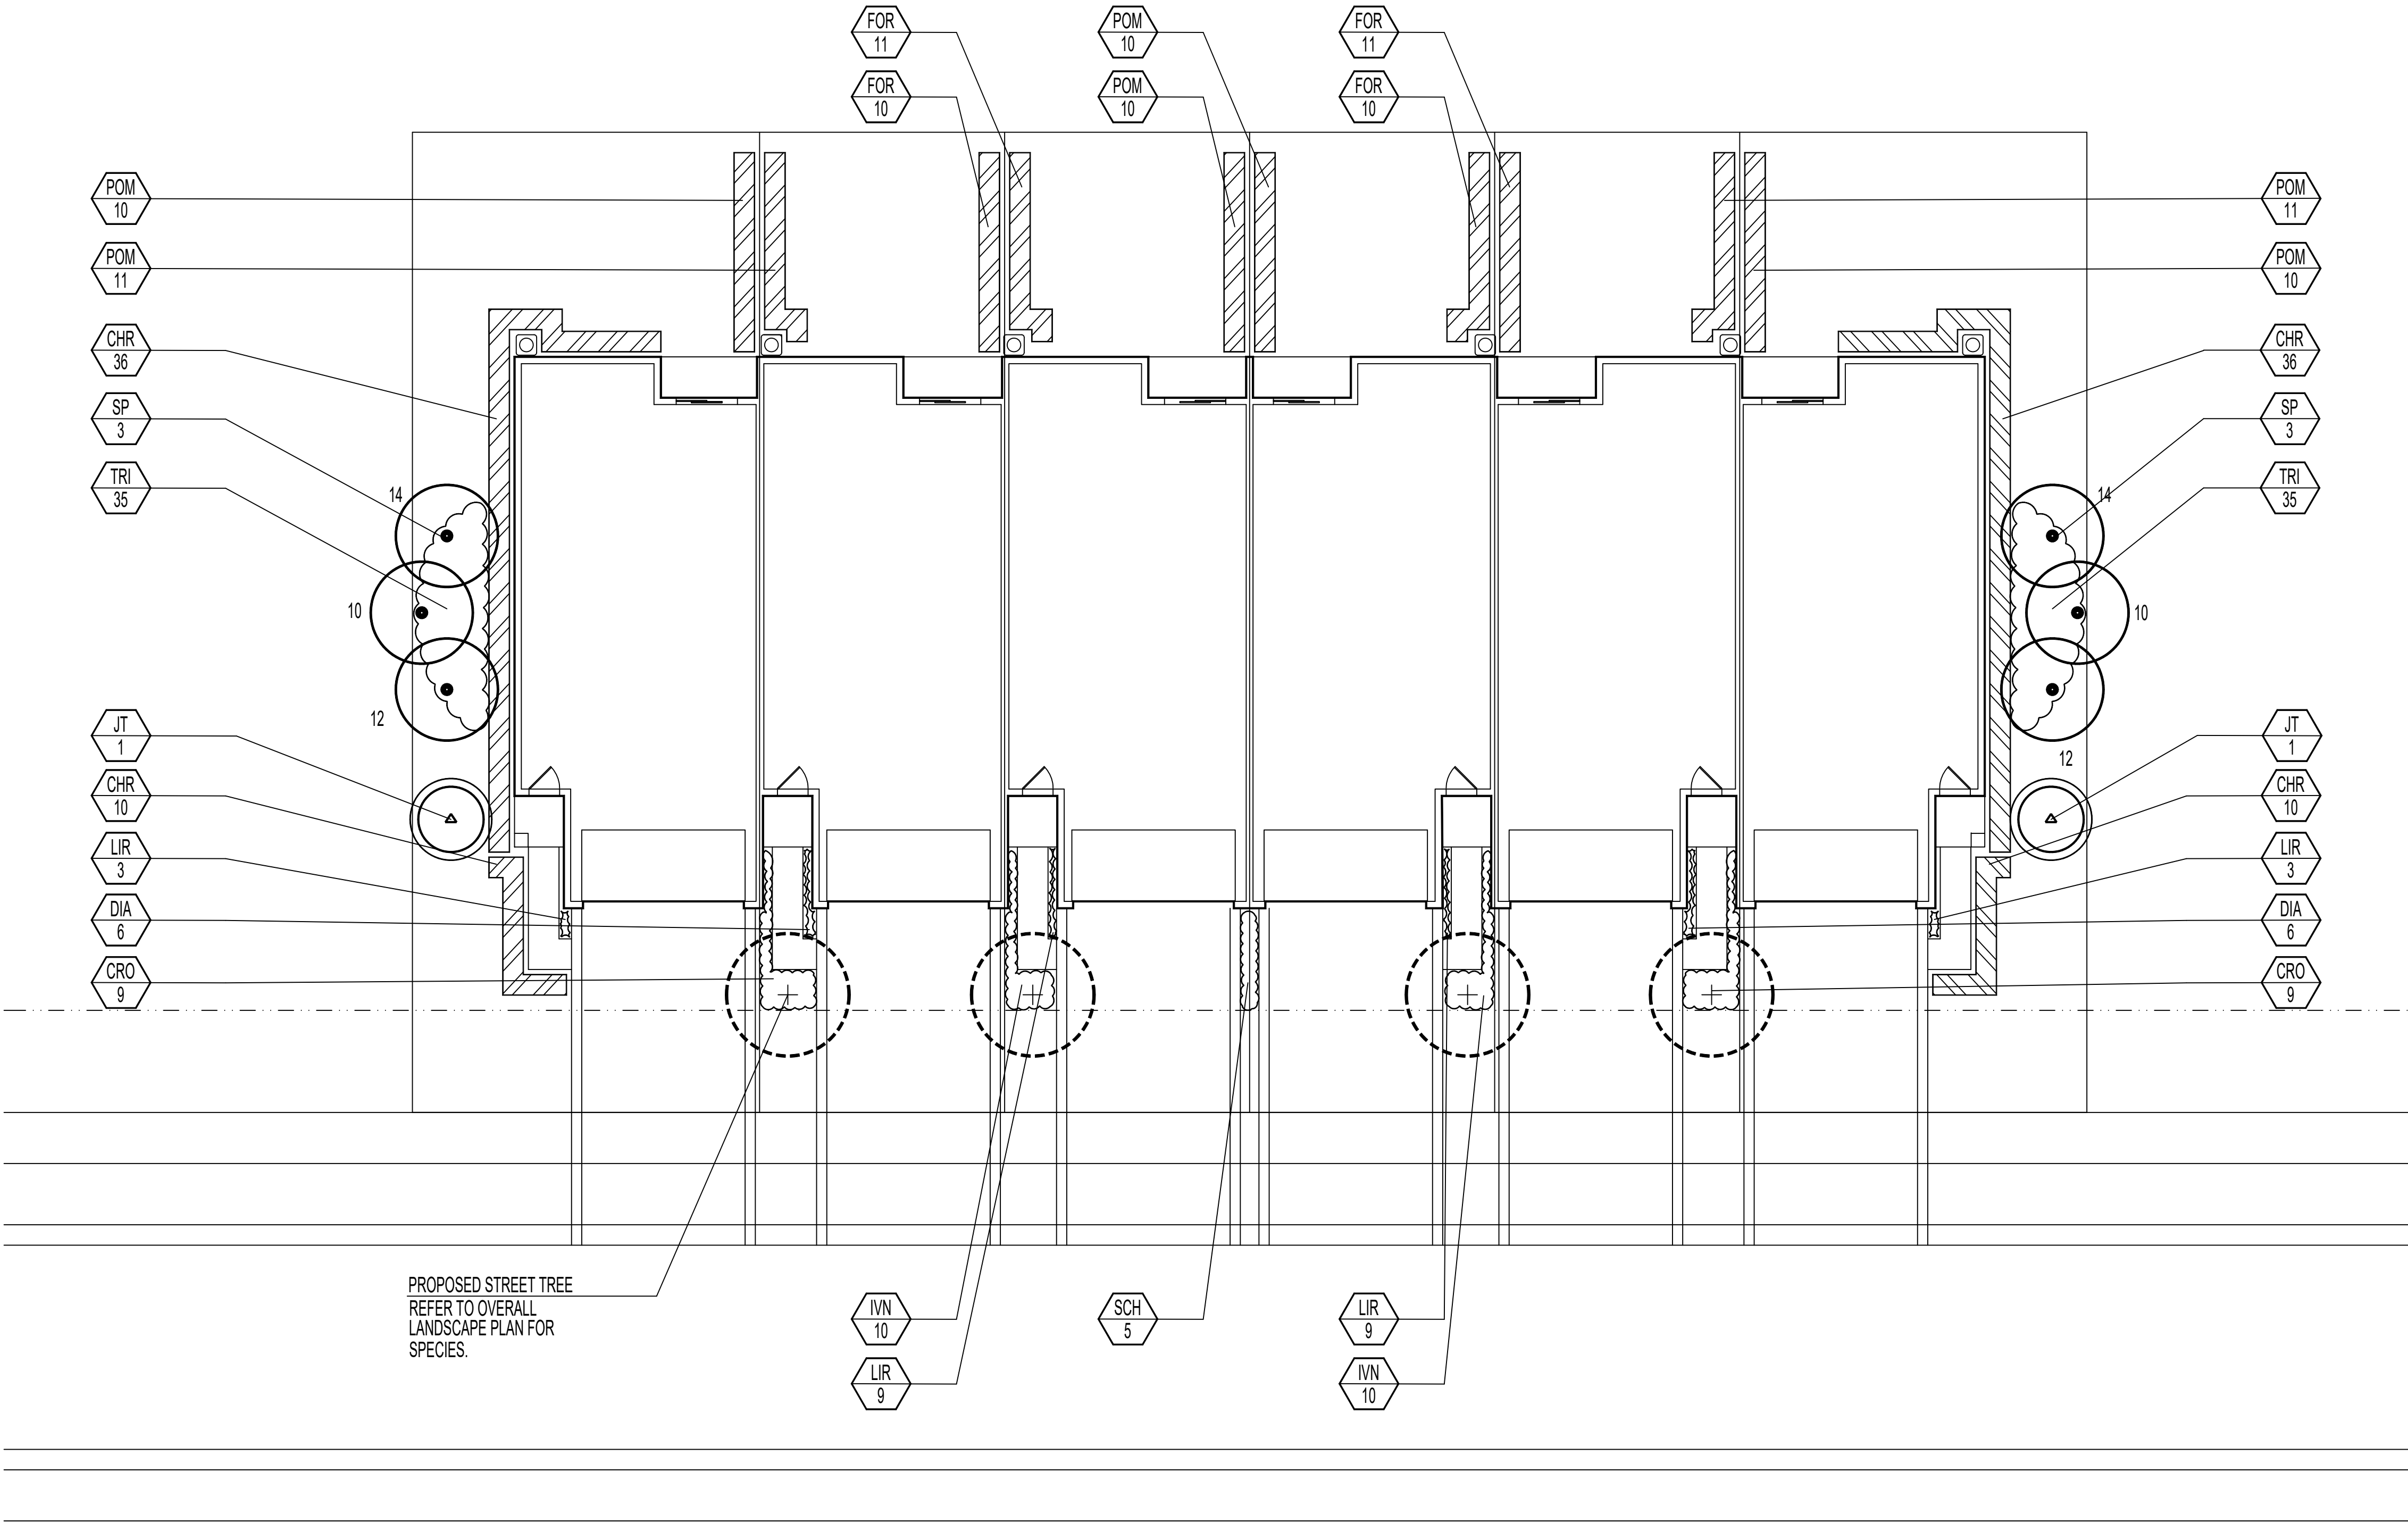 FOR
11
POM
10
FOR
11
FOR
10
POM
10
FOR
10
POM
10
POM
11
POM
11
POM
10
CHR
36
CHR
36
SP
3
SP
3
TRI
35
TRI
35
14
14
10
10
12
12
JT
1
JT
1
CHR
10
CHR
10
LIR
3
LIR
3
DIA
6
DIA
6
CRO
9
CRO
9
PROPOSED STREET TREE
REFER TO OVERALL
LANDSCAPE PLAN FOR
SPECIES.
IVN
10
SCH
5
LIR
9
LIR
9
IVN
10